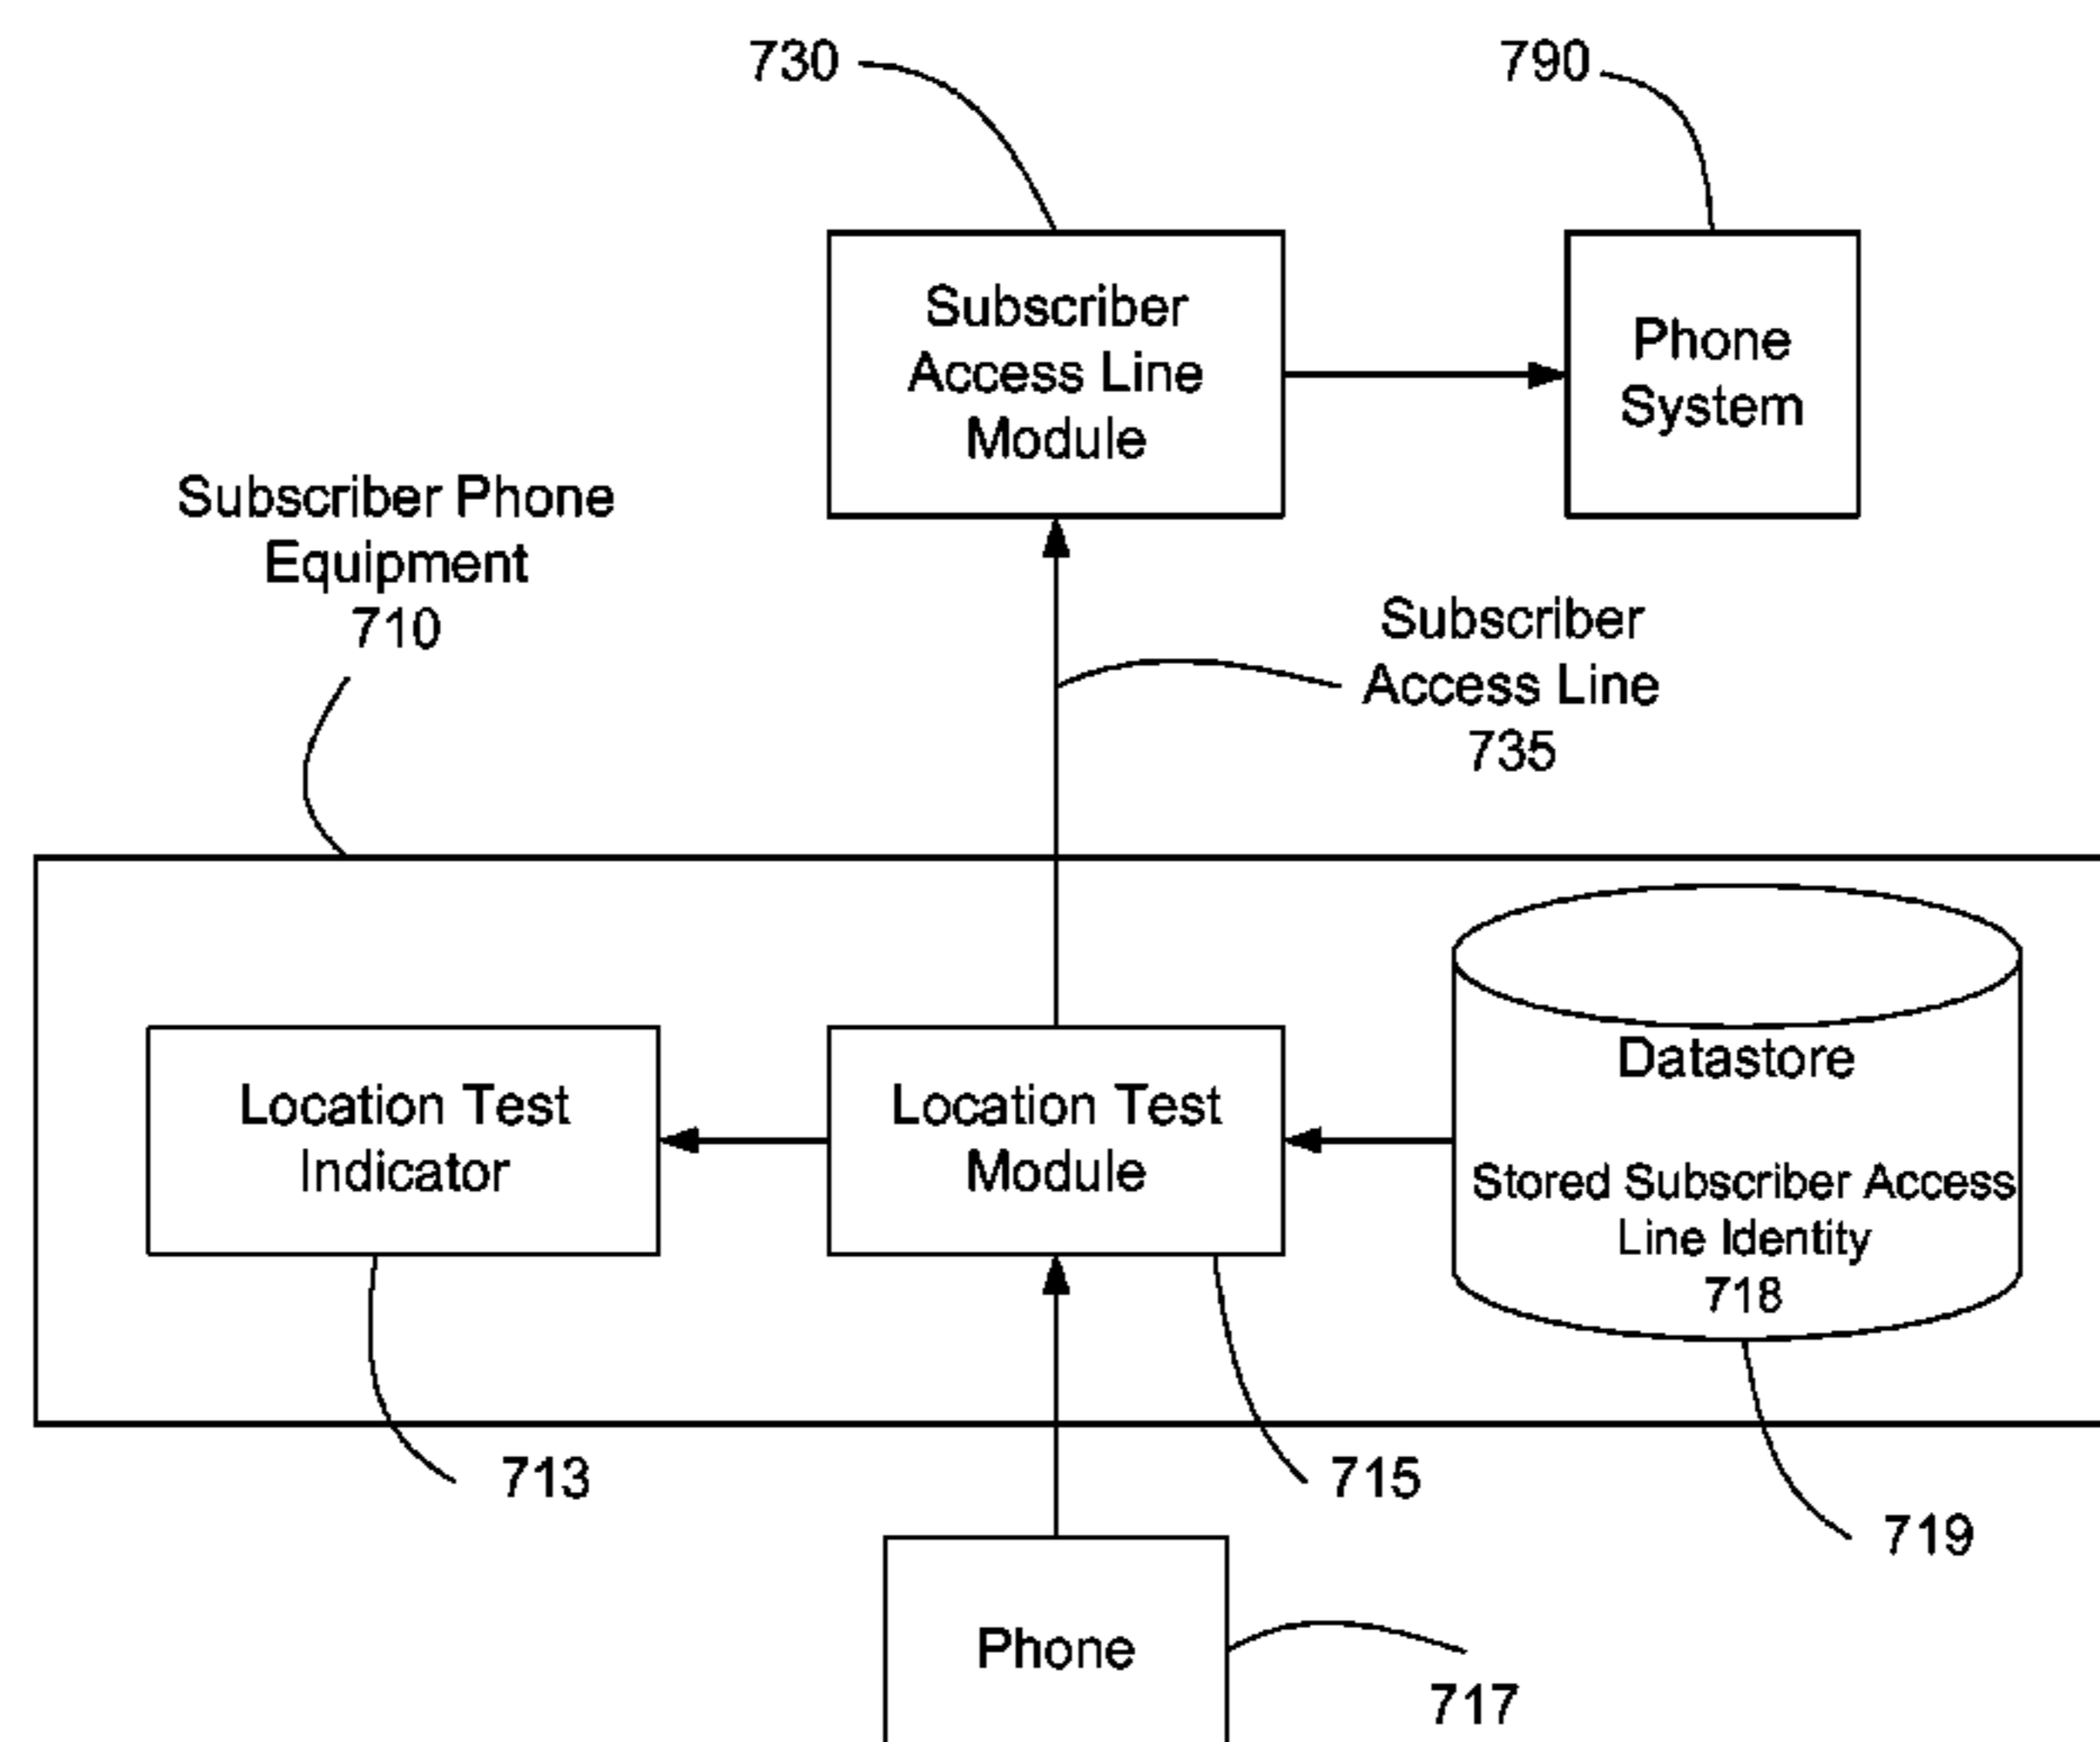 730
790
Subscriber
Access Line
Module
Phone
System
Subscriber Phone
Equipment
710
Subscriber
Access Line
735
Location Test
Indicator
Location Test
Module
Datastore
Stored Subscriber Access
Line Identity
718
713
715
719
Phone
717